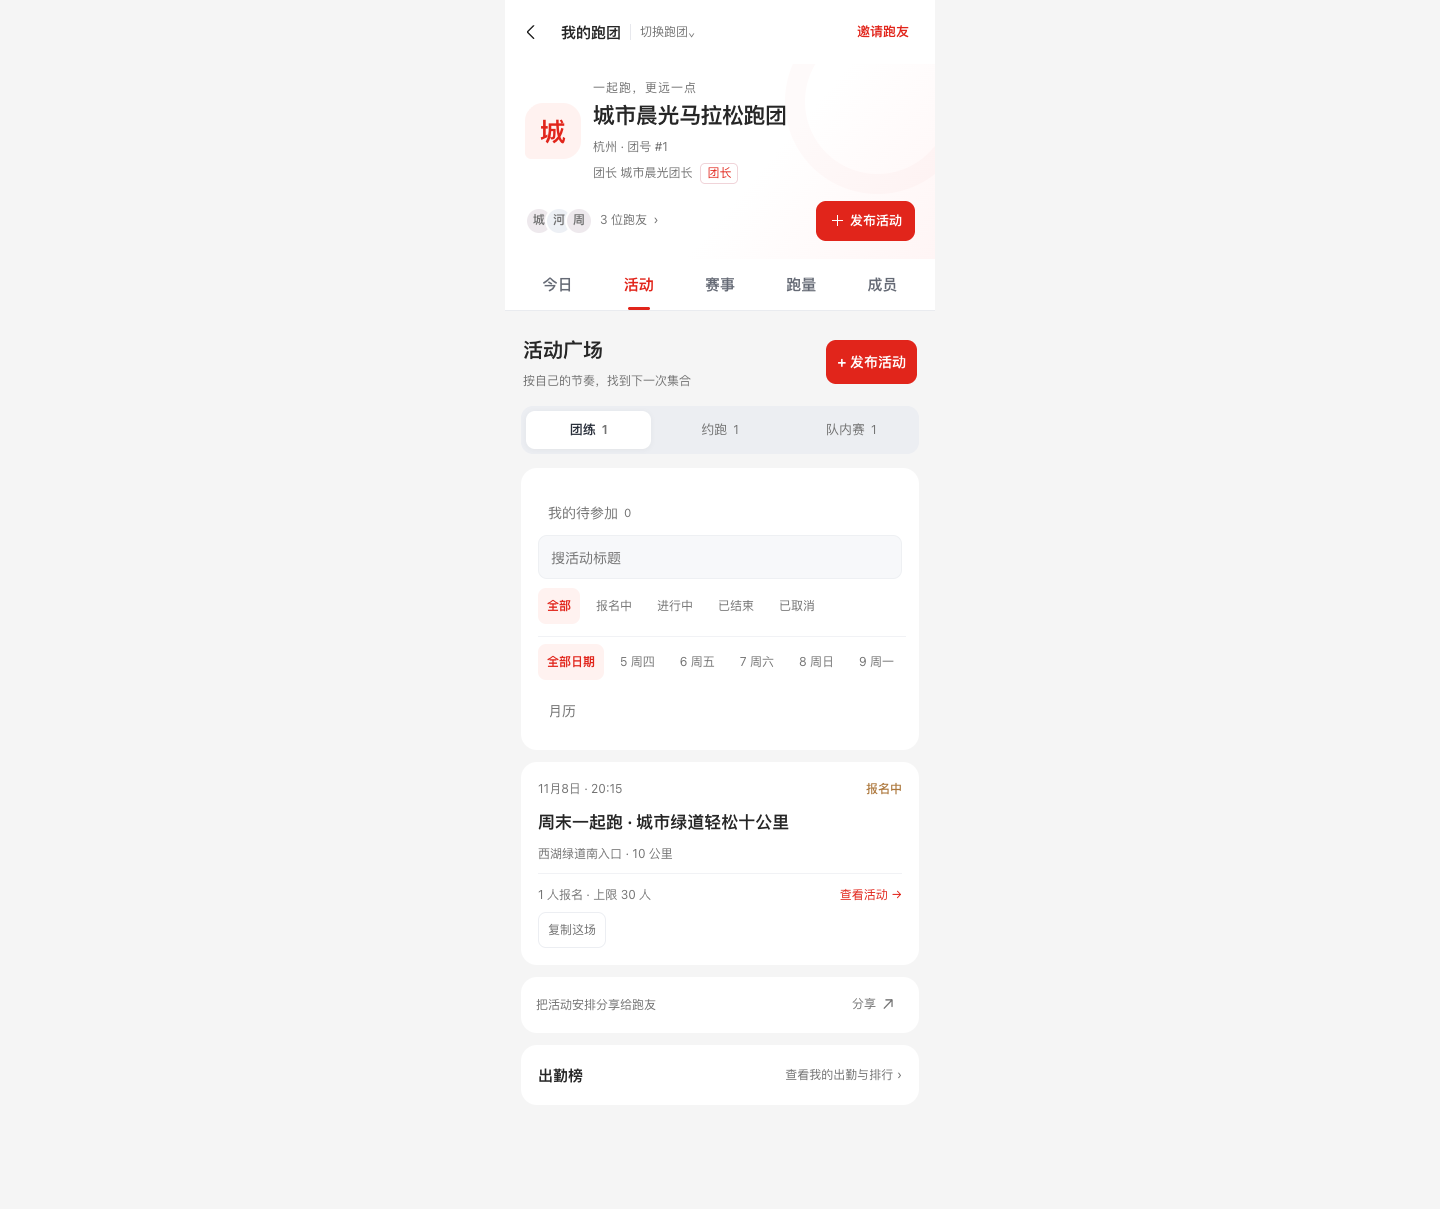 我的跑团 切换跑团 邀请跑友
一起跑，更远一点
城
城市晨光马拉松跑团
杭州 · 团号 #1
团长 城市晨光团长 团长
城 河 周 3 位跑友 ›
+ 发布活动
今日 活动 赛事 跑量 成员
活动广场
按自己的节奏，找到下一次集合
+ 发布活动
团练 1 约跑 1 队内赛 1
我的待参加 0
搜活动标题
全部 报名中 进行中 已结束 已取消
全部日期 5 周四 6 周五 7 周六 8 周日 9 周一
月历
11月8日 · 20:15 报名中
周末一起跑 · 城市绿道轻松十公里
西湖绿道南入口 · 10 公里
1 人报名 · 上限 30 人 查看活动 →
复制这场
把活动安排分享给跑友 分享 ↗
出勤榜 查看我的出勤与排行 ›